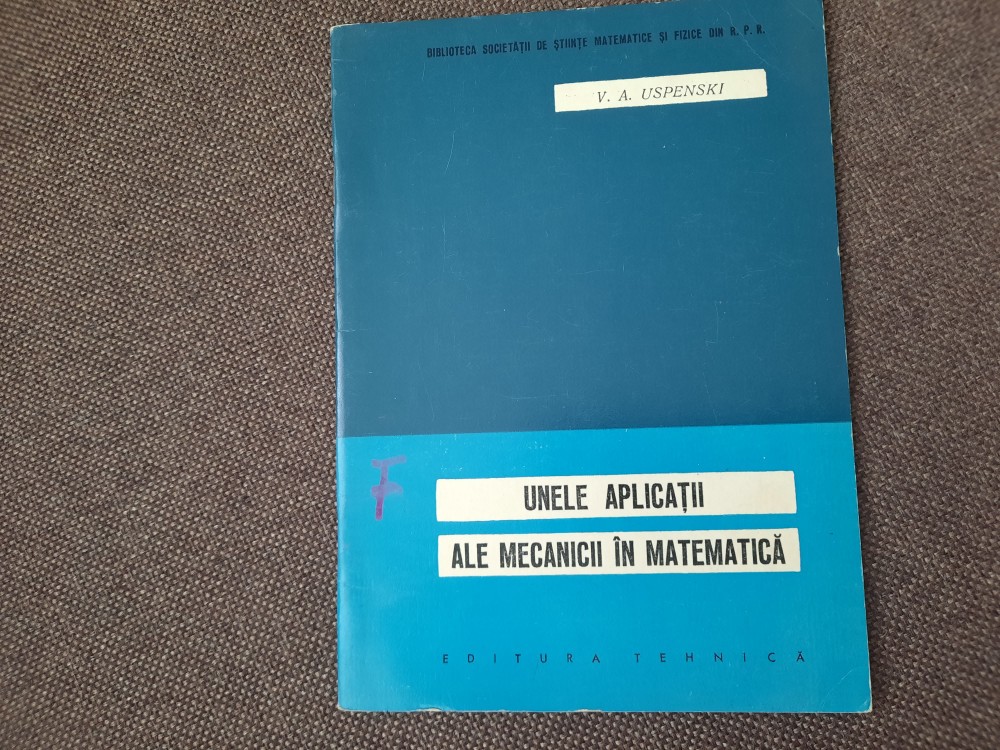 BIBLIOTECA SOCIETĂȚII DE ȘTIINȚE MATEMATICE ȘI FIZICE DIN R. P. R.
V. A. USPENSKI
F
UNELE APLICAȚII
ALE MECANICII ÎN MATEMATICĂ
EDITURA TEHNICĂ